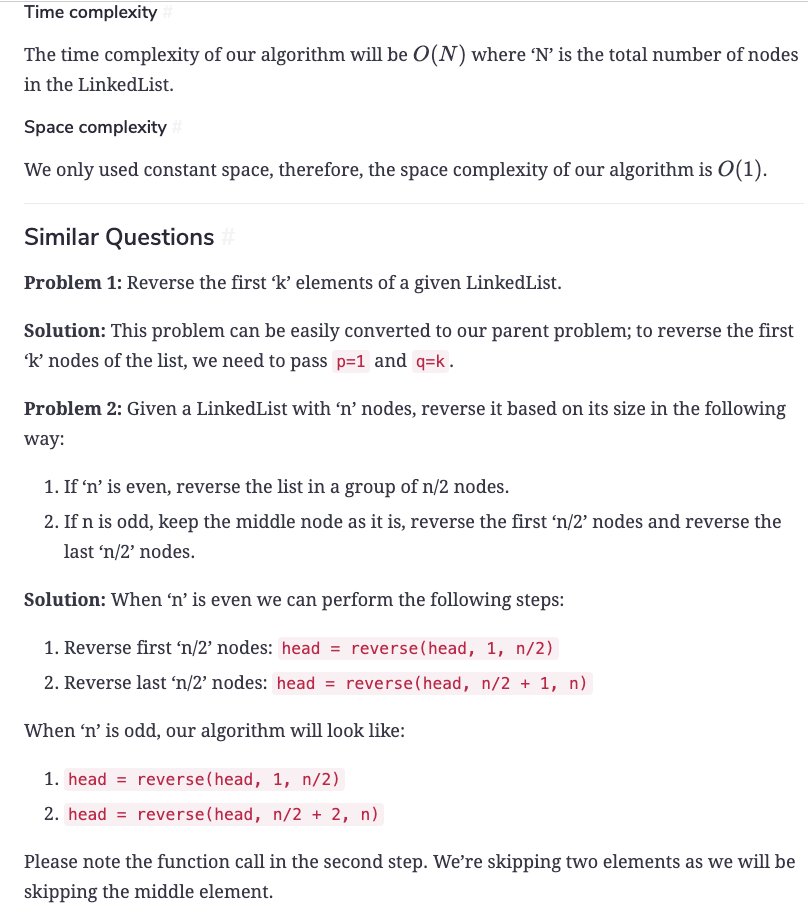 Time complexity #
The time complexity of our algorithm will be O(N) where ‘N’ is the total number of nodes
in the LinkedList.
Space complexity #
We only used constant space, therefore, the space complexity of our algorithm is O(1).
Similar Questions #
Problem 1: Reverse the first ‘k’ elements of a given LinkedList.
Solution: This problem can be easily converted to our parent problem; to reverse the first
‘k’ nodes of the list, we need to pass p=1 and q=k.
Problem 2: Given a LinkedList with ‘n’ nodes, reverse it based on its size in the following
way:
1. If ‘n’ is even, reverse the list in a group of n/2 nodes.
2. If n is odd, keep the middle node as it is, reverse the first ‘n/2’ nodes and reverse the
last ‘n/2’ nodes.
Solution: When ‘n’ is even we can perform the following steps:
1. Reverse first ‘n/2’ nodes: head = reverse(head, 1, n/2)
2. Reverse last ‘n/2’ nodes: head = reverse(head, n/2 + 1, n)
When ‘n’ is odd, our algorithm will look like:
1. head = reverse(head, 1, n/2)
2. head = reverse(head, n/2 + 2, n)
Please note the function call in the second step. We’re skipping two elements as we will be
skipping the middle element.